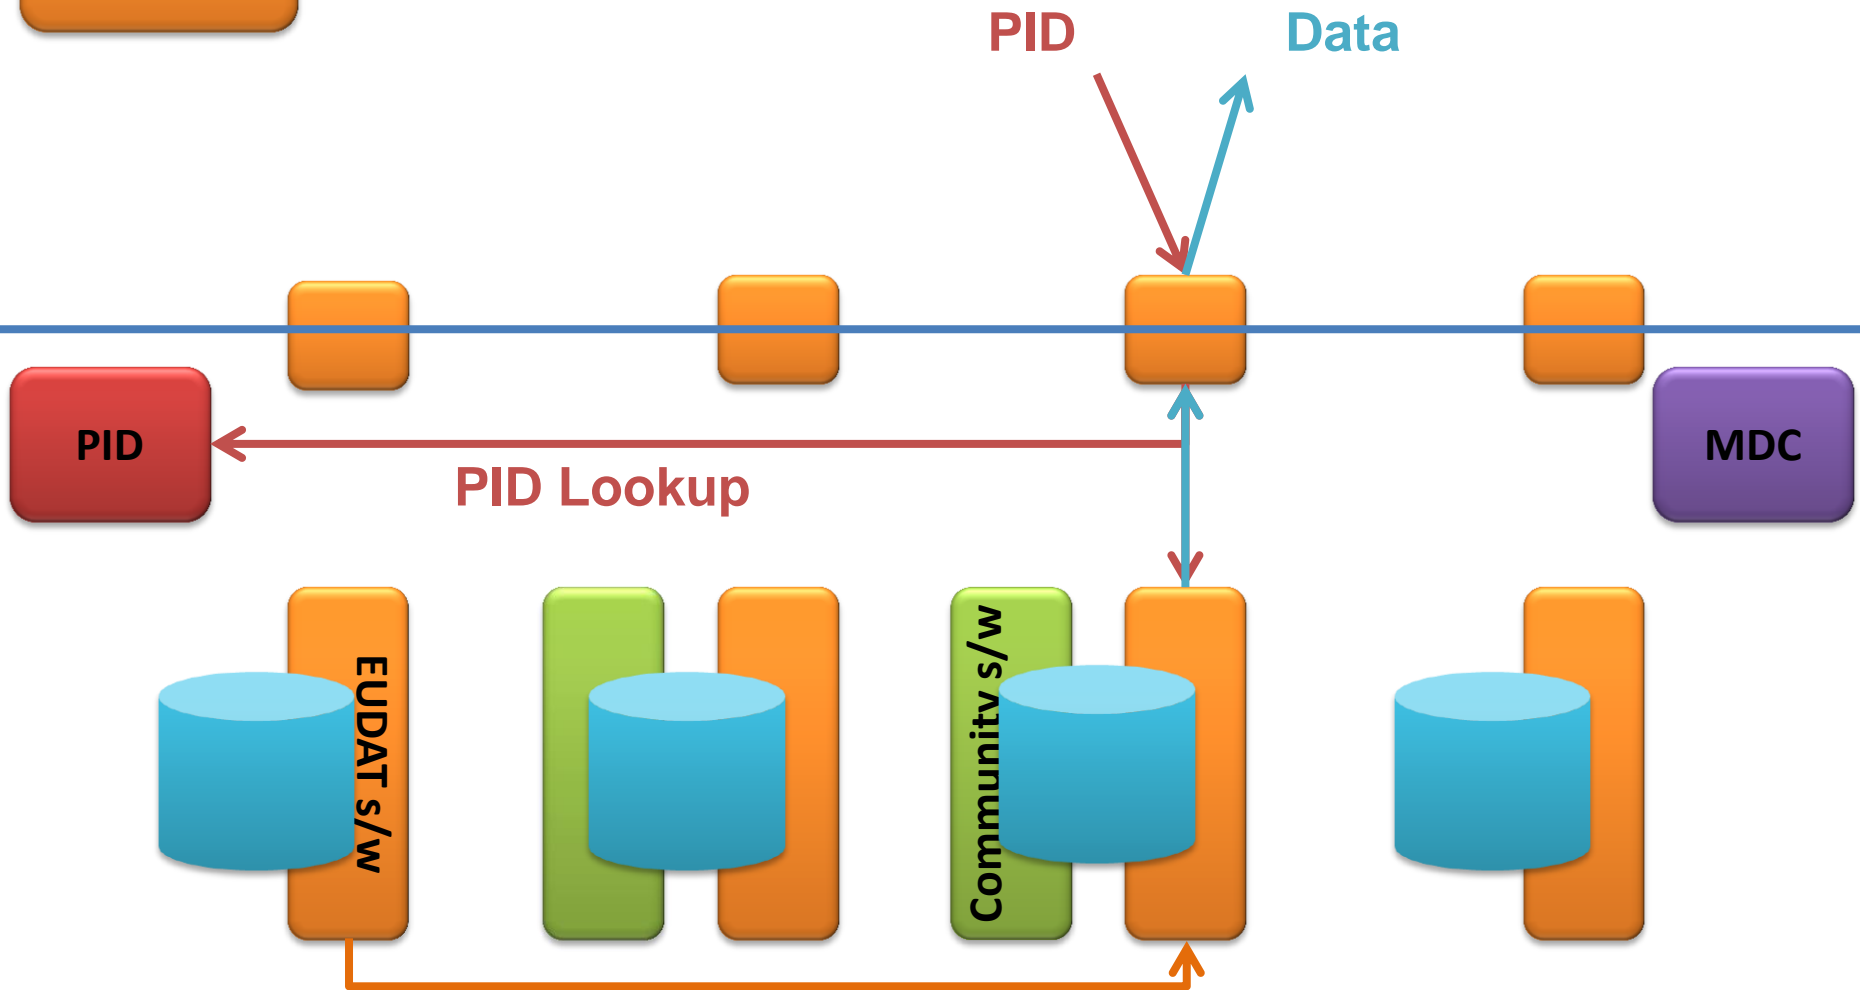 PID
Data
PID
MDC
PID Lookup
EUDAT s/w
Community s/w